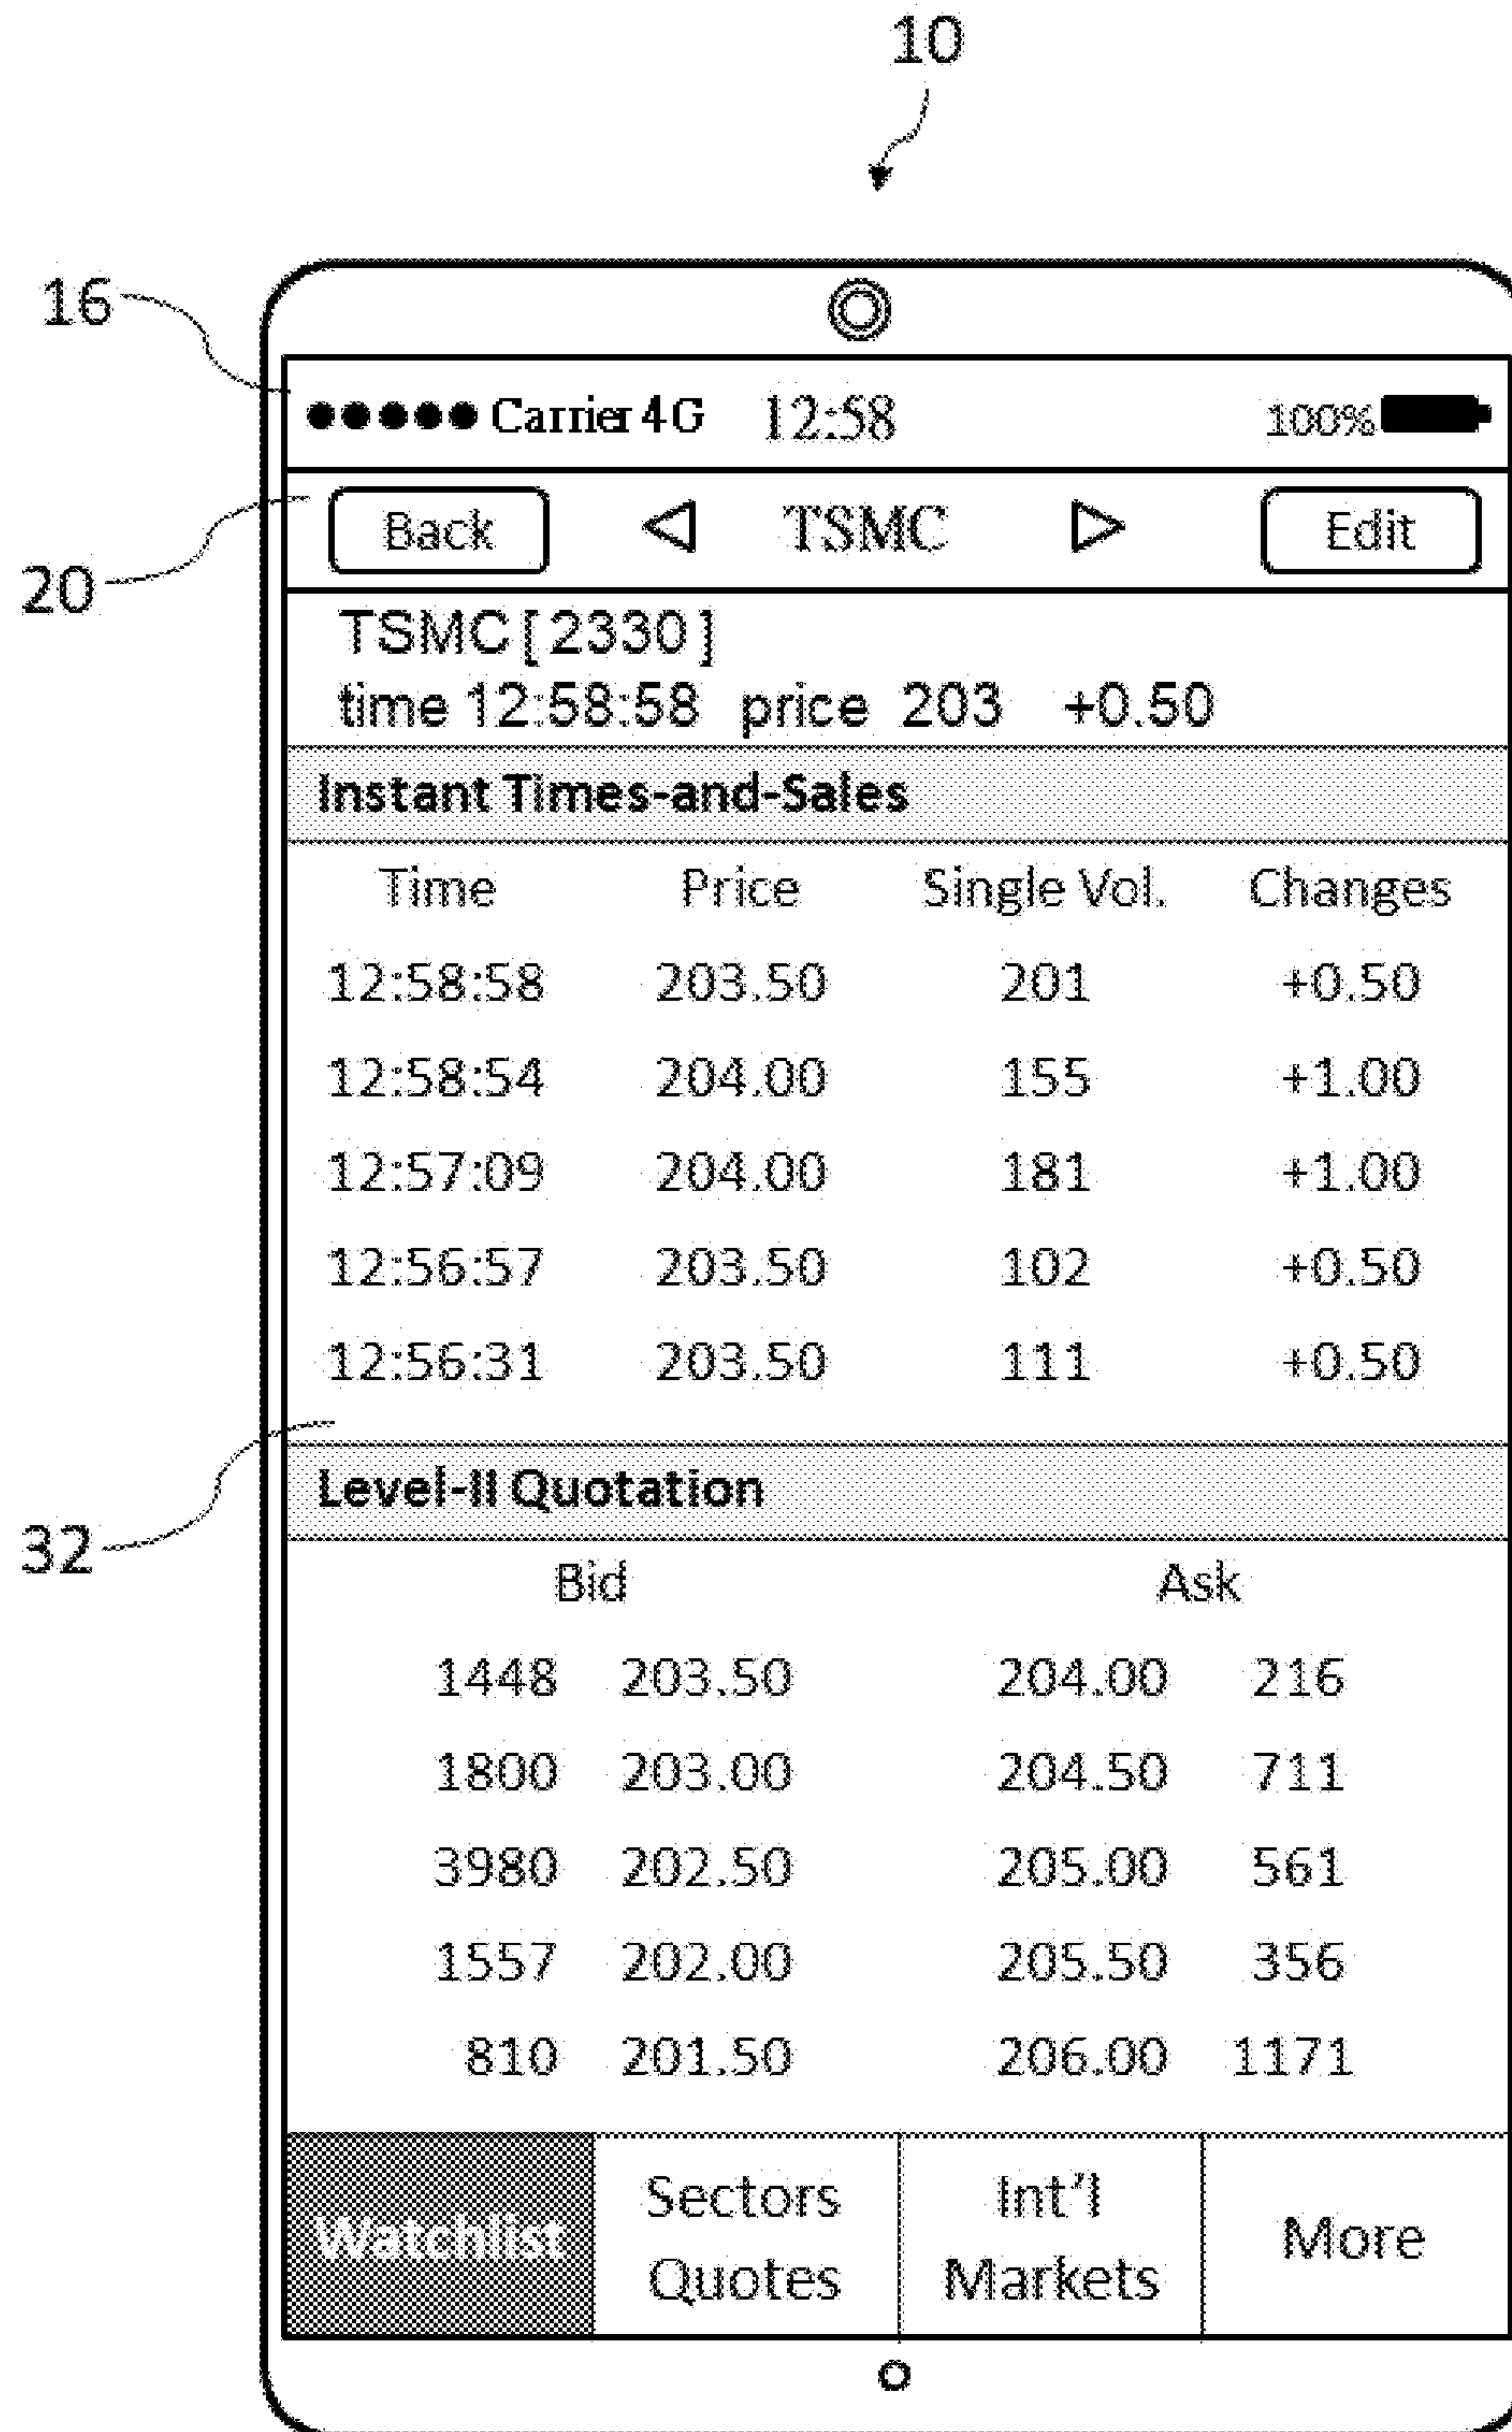 10
16
●●●●● Carrier 4G 12:58 100%
20
Back ◁ TSMC ▷ Edit
TSMC [ 2330 ]
time 12:58:58 price 203 +0.50
Instant Times-and-Sales
Time Price Single Vol. Changes
12:58:58 203.50 201 +0.50
12:58:54 204.00 155 +1.00
12:57:09 204.00 181 +1.00
12:56:57 203.50 102 +0.50
12:56:31 203.50 111 +0.50
32
Level-II Quotation
Bid Ask
1448 203.50 204.00 216
1800 203.00 204.50 711
3980 202.50 205.00 561
1557 202.00 205.50 356
810 201.50 206.00 1171
Watchlist
Sectors
Quotes
Int'l
Markets
More